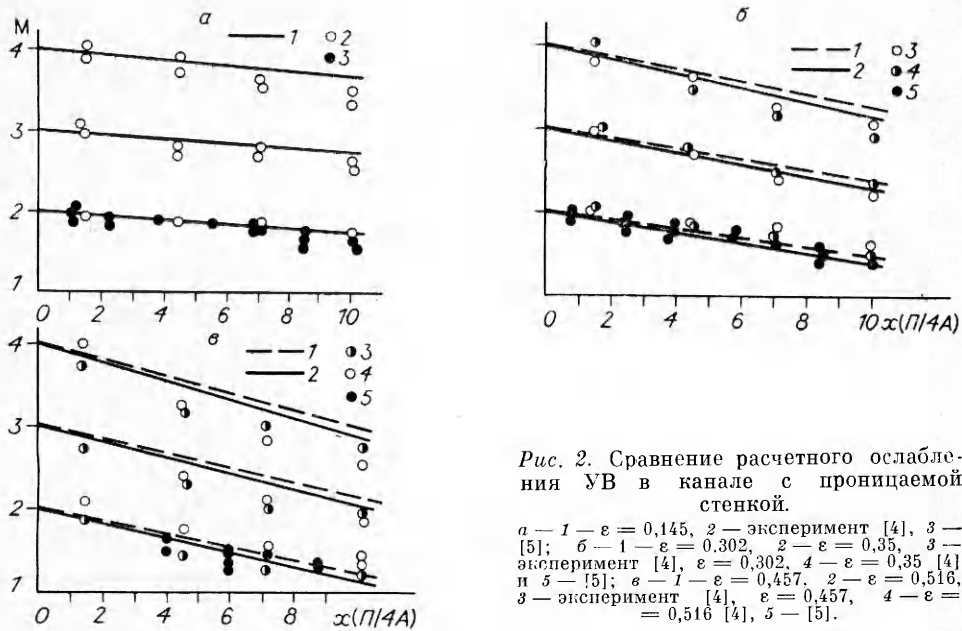 а
М
1
2
3
4
3
2
1
0 2 4 6 8 10
б
1
2
3
4
5
0 2 4 6 8 10 x(П/4А)
в
1
2
3
4
5
4
3
2
1
0 2 4 6 8 x(П/4А)
Рис. 2. Сравнение расчетного ослабле-
ния УВ в канале с проницаемой
стенкой.
а — 1 — ε = 0,145, 2 — эксперимент [4], 3 —
[5]; б — 1 — ε = 0.302, 2 — ε = 0,35, 3 —
эксперимент [4], ε = 0,302, 4 — ε = 0,35 [4]
и 5 — [5]; в — 1 — ε = 0,457. 2 — ε = 0,516,
3 — эксперимент [4], ε = 0,457, 4 — ε =
= 0,516 [4], 5 — [5].